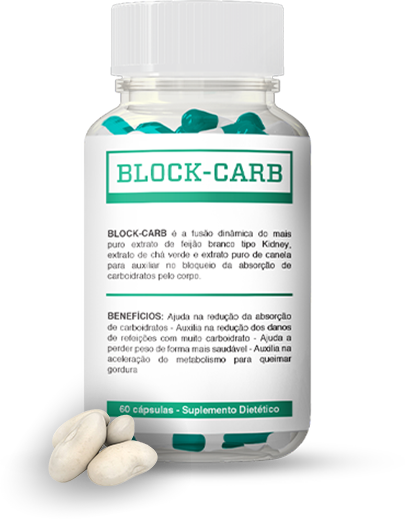 BLOCK-CARB
BLOCK-CARB é a fusão dinâmica do mais
puro extrato de feijão branco tipo Kidney,
extrato de chá verde e extrato puro de canela
para auxiliar no bloqueio da absorção de
carboidratos pelo corpo.
BENEFÍCIOS: Ajuda na redução da absorção
de carboidratos - Auxilia na redução dos danos
de refeições com muito carboidrato - Ajuda a
perder peso de forma mais saudável - Auxilia na
aceleração do metabolismo para queimar
gordura
60 cápsulas - Suplemento Dietético